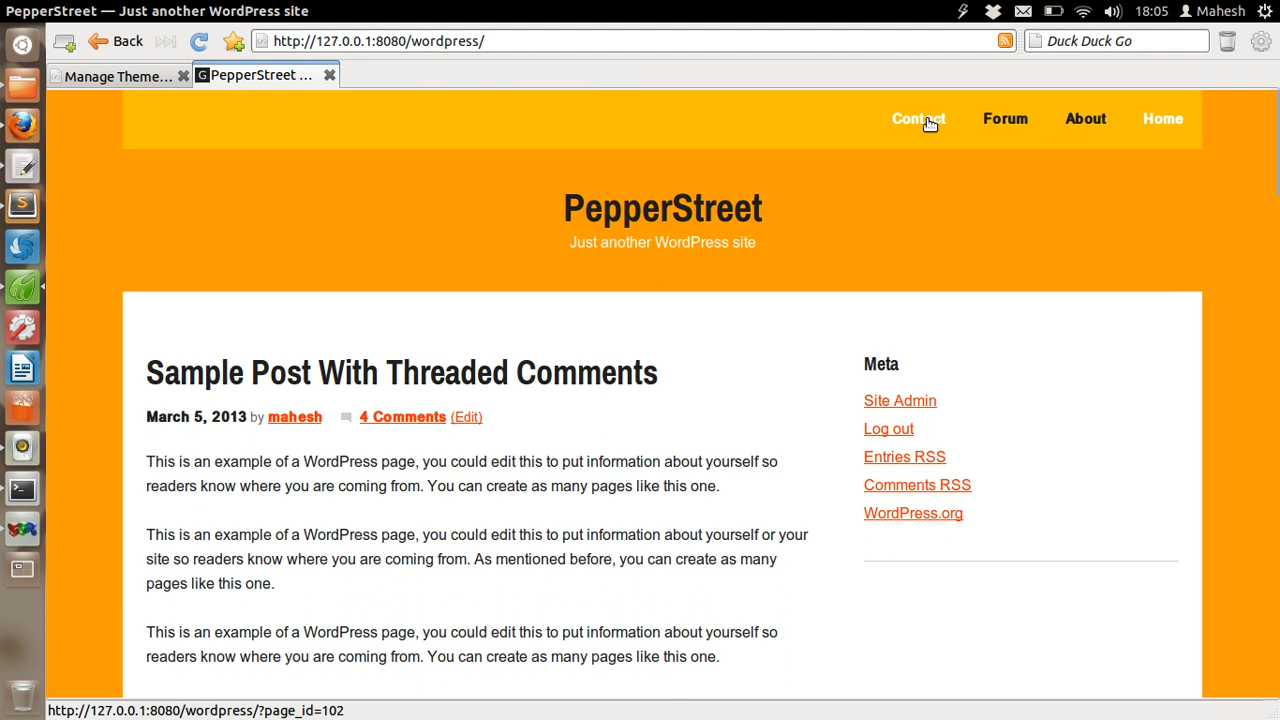 PepperStreet — Just another WordPress site
18:05 Mahesh
Back
http://127.0.0.1:8080/wordpress/
Duck Duck Go
Manage Theme...
PepperStreet ...
Contact Forum About Home
PepperStreet
Just another WordPress site
Sample Post With Threaded Comments
March 5, 2013 by mahesh 4 Comments (Edit)
This is an example of a WordPress page, you could edit this to put information about yourself so
readers know where you are coming from. You can create as many pages like this one.
This is an example of a WordPress page, you could edit this to put information about yourself or your
site so readers know where you are coming from. As mentioned before, you can create as many
pages like this one.
This is an example of a WordPress page, you could edit this to put information about yourself so
readers know where you are coming from. You can create as many pages like this one.
Meta
Site Admin
Log out
Entries RSS
Comments RSS
WordPress.org
http://127.0.0.1:8080/wordpress/?page_id=102